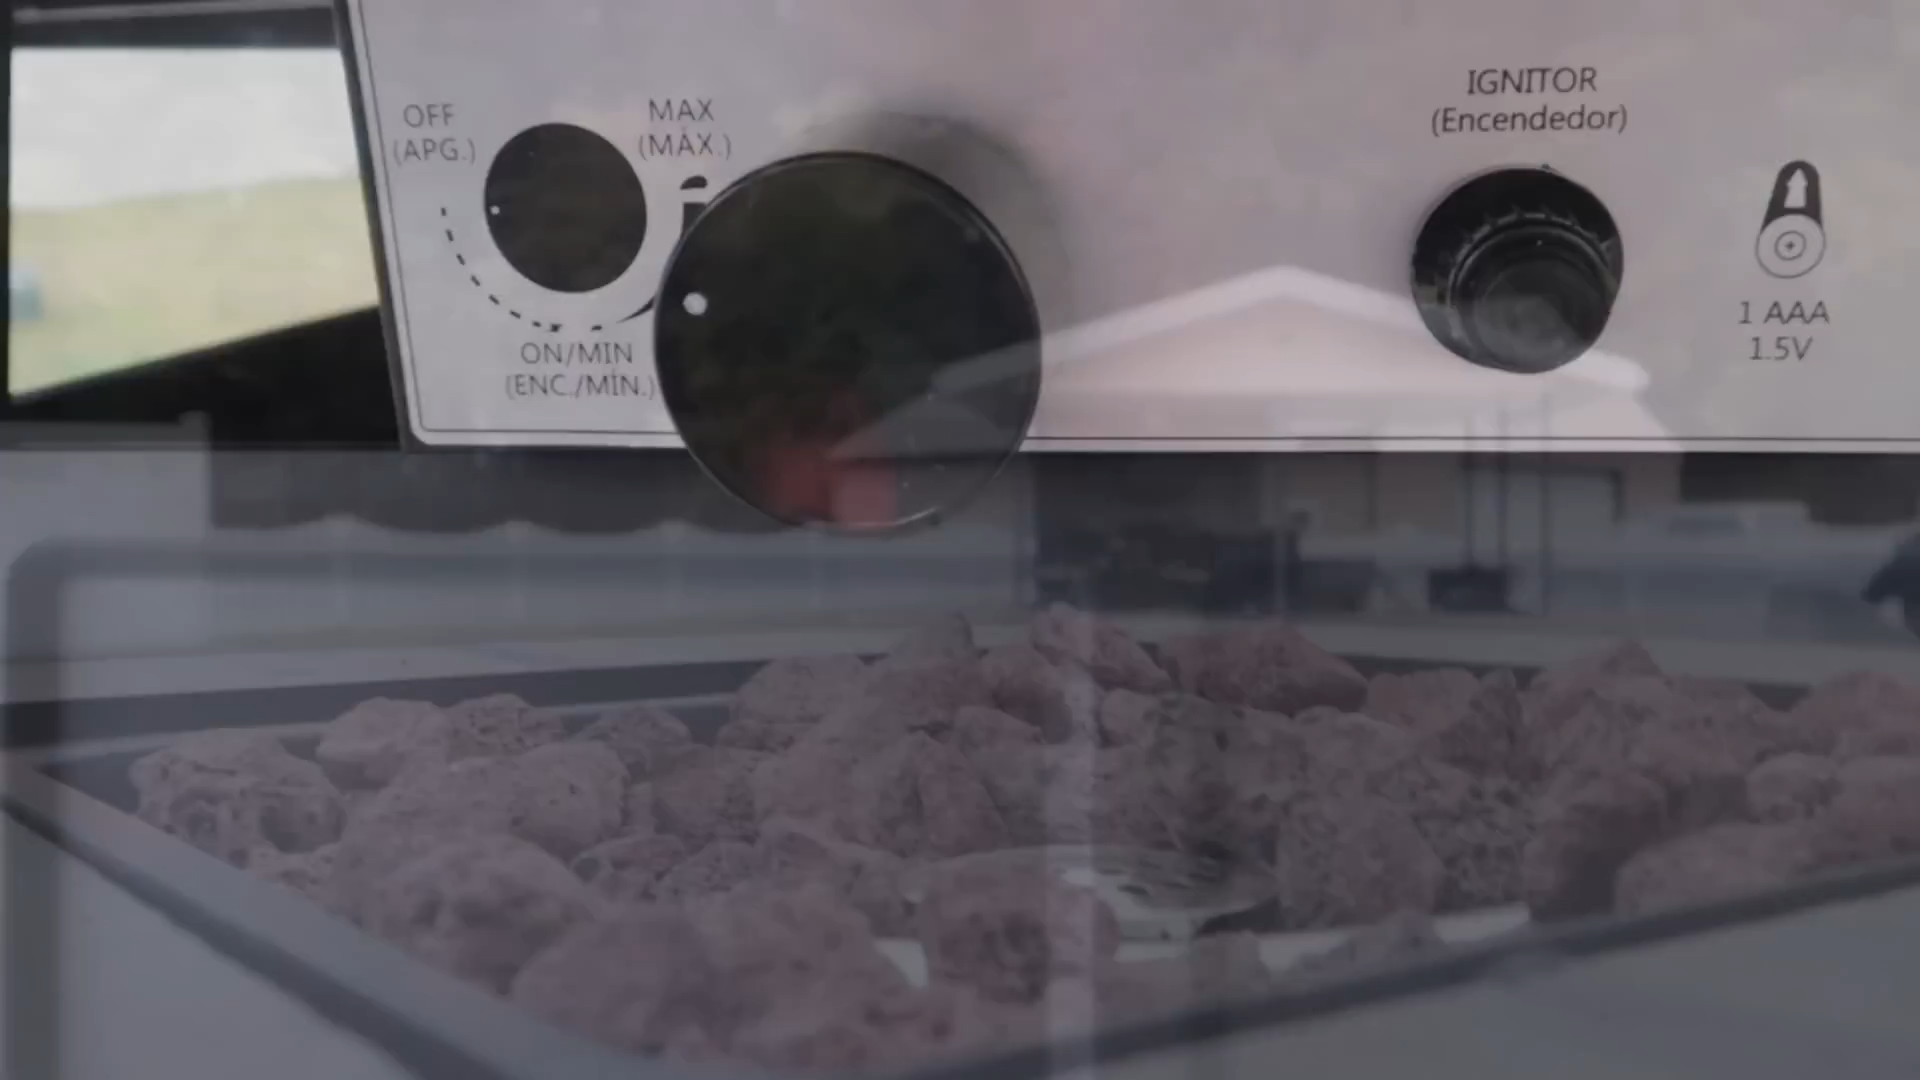 OFF
(APG.)
MAX
(MÁX.)
ON/MIN
(ENC./MÍN.)
IGNITOR
(Encendedor)
1 AAA
1.5V